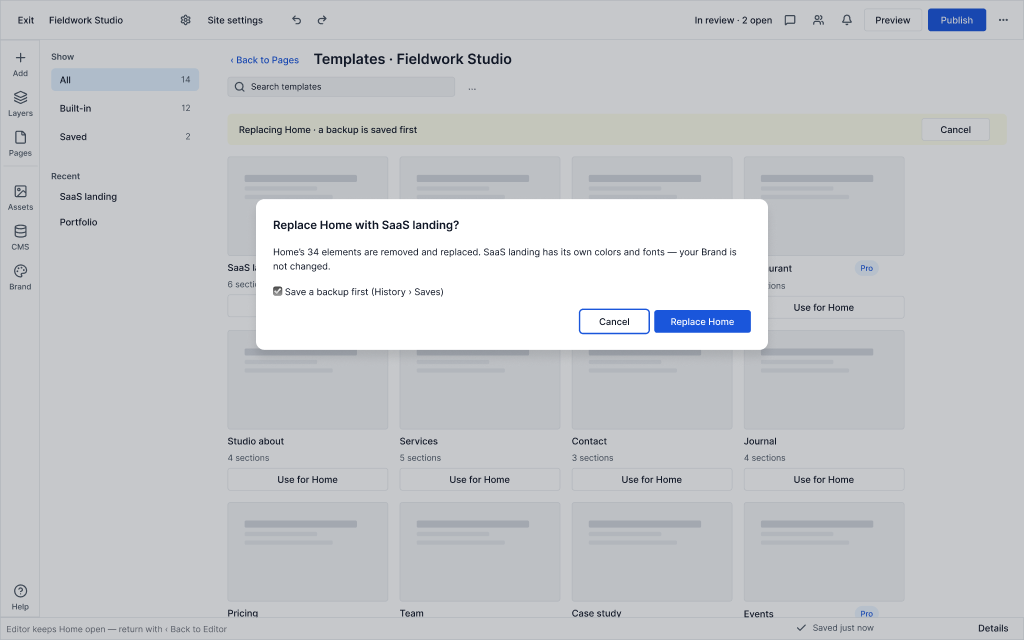 Exit Fieldwork Studio Site settings In review · 2 open Preview Publish
Add
Layers
Pages
Assets
CMS
Brand
Help
Show
All 14
Built-in 12
Saved 2
Recent
SaaS landing
Portfolio
‹ Back to Pages Templates · Fieldwork Studio
Search templates ...
Replacing Home · a backup is saved first Cancel
Replace Home with SaaS landing?
Home's 34 elements are removed and replaced. SaaS landing has its own colors and fonts — your Brand is
not changed.
Save a backup first (History › Saves)
Cancel Replace Home
Pro
Use for Home
Studio about Services Contact Journal
4 sections 5 sections 3 sections 4 sections
Use for Home Use for Home Use for Home Use for Home
Pricing Team Case study Events Pro
Editor keeps Home open — return with ‹ Back to Editor Saved just now Details